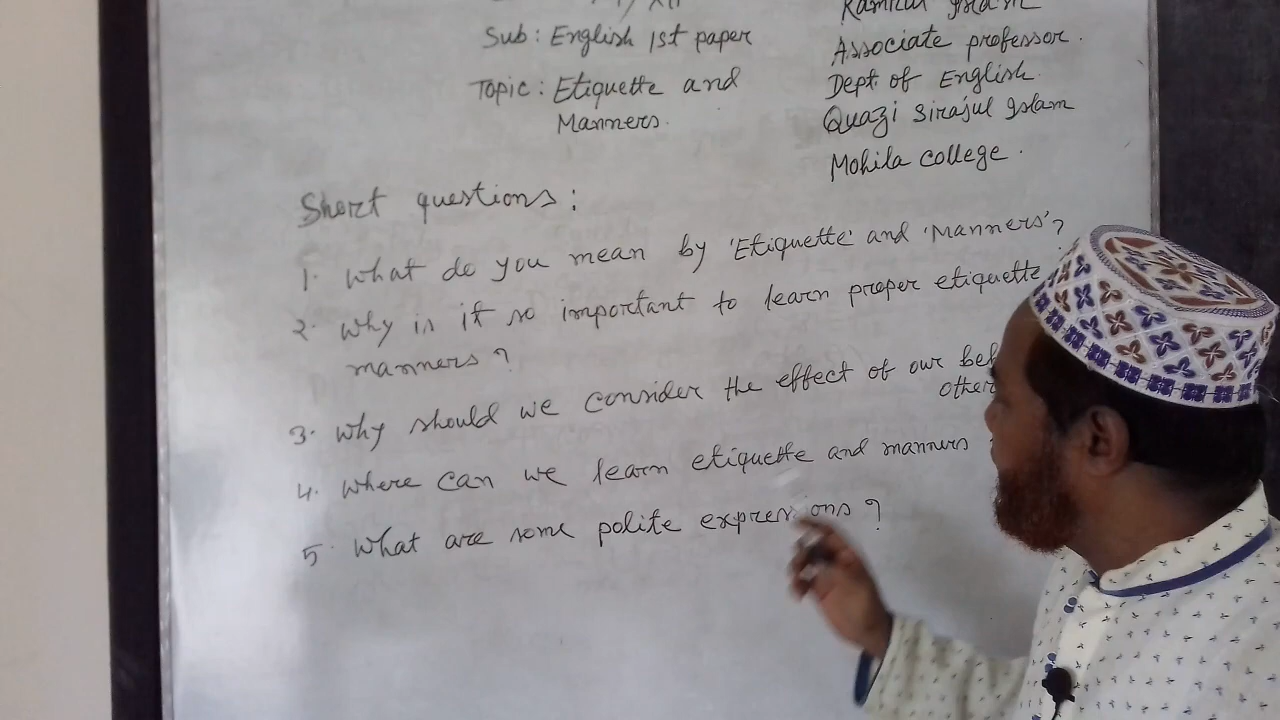 Sub: English 1st paper
Topic: Etiquette and
Manners.
Islam
Associate professor.
Dept. of English.
Quazi Sirajul Islam
Mohila college.
Short questions:
1. What do you mean by 'Etiquette' and 'Manners'?
2. Why is it so important to learn proper etiquette
manners?
3. Why should we consider the effect of our
4. Where can we learn etiquette and manners
5. What are some polite expressions?